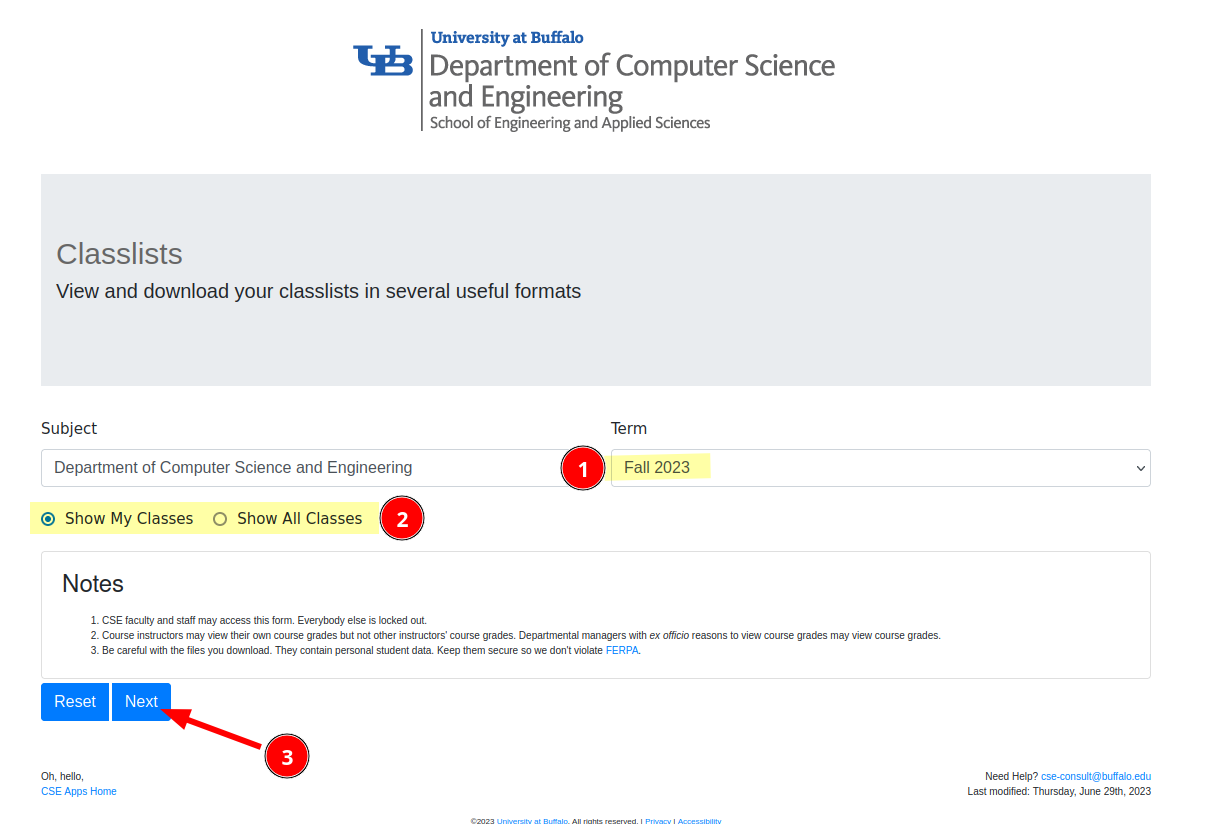 University at Buffalo
UB
Department of Computer Science
and Engineering
School of Engineering and Applied Sciences
Classlists
View and download your classlists in several useful formats
Subject
Term
Department of Computer Science and Engineering
1
Fall 2023
Show My Classes
Show All Classes
2
Notes
1. CSE faculty and staff may access this form. Everybody else is locked out.
2. Course instructors may view their own course grades but not other instructors' course grades. Departmental managers with ex officio reasons to view course grades may view course grades.
3. Be careful with the files you download. They contain personal student data. Keep them secure so we don't violate FERPA.
Reset
Next
3
Oh, hello,
CSE Apps Home
Need Help? cse-consult@buffalo.edu
Last modified: Thursday, June 29th, 2023
©2023 University at Buffalo. All rights reserved. | Privacy | Accessibility